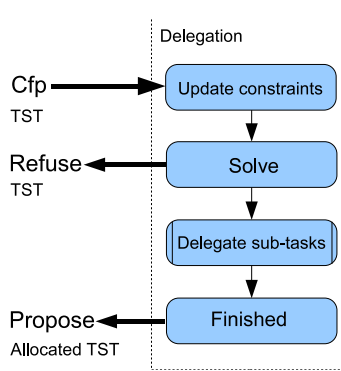 Delegation
Cfp
TST
Update constraints
Refuse
TST
Solve
Delegate sub-tasks
Propose
Allocated TST
Finished